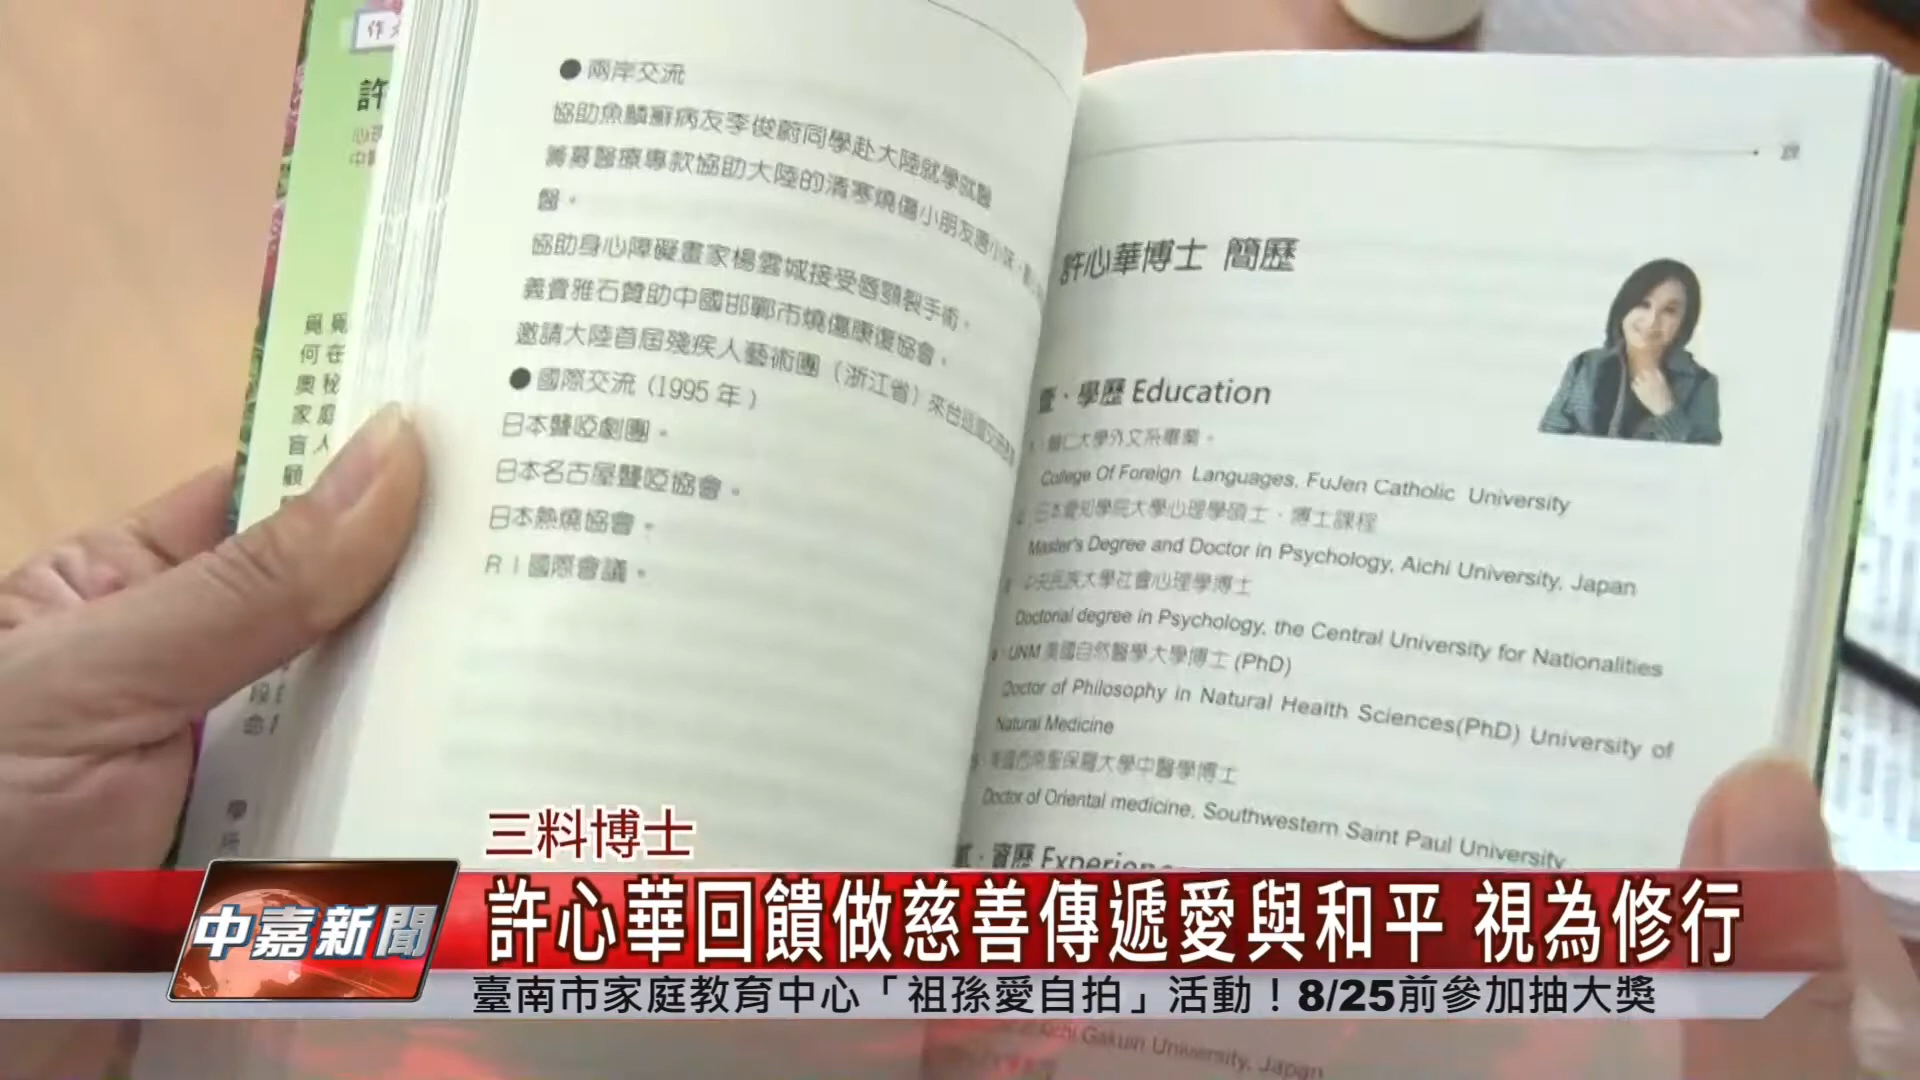 許
●兩岸交流
協助魚鱗癬病友李俊蔚同學赴大陸就學就醫
籌募醫療專款協助大陸的清寒燒傷小朋友
醫。
協助身心障礙畫家楊雲城接受唇顎裂手術。
義賣雅石贊助中國邯鄲市燒傷康復協會。
邀請大陸首屆殘疾人藝術團（浙江省）來台
●國際交流（1995 年）
日本聾啞劇團。
日本名古屋聾啞協會。
日本熱燒協會。
RI國際會議。
許心華博士 簡歷
壹、學歷 Education
輔仁大學外文系畢業。
College Of Foreign Languages, FuJen Catholic University
日本愛知學院大學心理學碩士、博士課程
Master's Degree and Doctor in Psychology, Aichi University, Japan
中央民族大學社會心理學博士
Doctorial degree in Psychology, the Central University for Nationalities
UNM 美國自然醫學大學博士 (PhD)
Doctor of Philosophy in Natural Health Sciences(PhD) University of
Natural Medicine
美國西南聖保羅大學中醫學博士
Doctor of Oriental medicine, Southwestern Saint Paul University
貳、資歷 Experienc
Gakuin University, Japan
三料博士
中嘉新聞
許心華回饋做慈善傳遞愛與和平 視為修行
臺南市家庭教育中心「祖孫愛自拍」活動！8/25前參加抽大獎